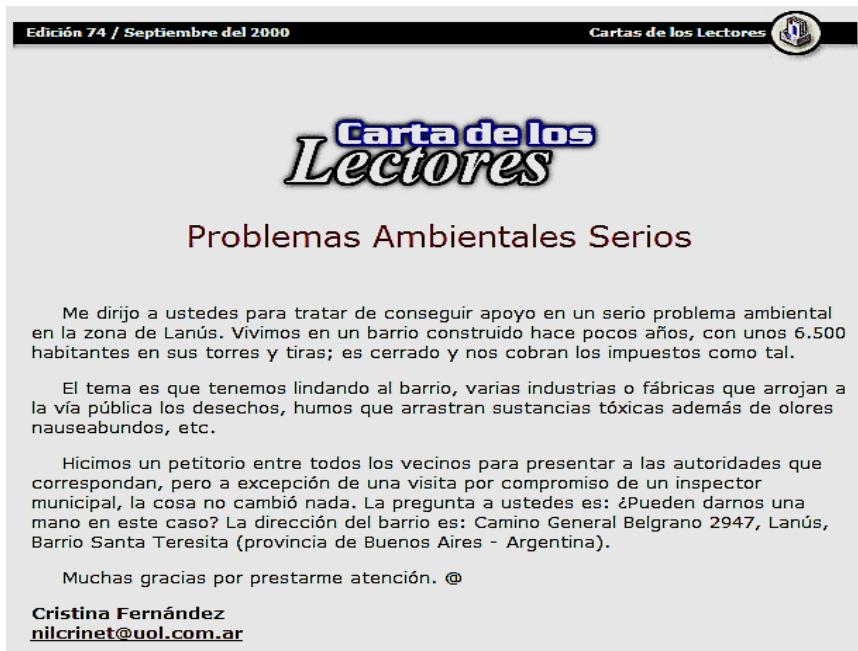 Edición 74 / Septiembre del 2000
Cartas de los Lectores
Carta de los
Lectores
Problemas Ambientales Serios
Me dirijo a ustedes para tratar de conseguir apoyo en un serio problema ambiental
en la zona de Lanús. Vivimos en un barrio construido hace pocos años, con unos 6.500
habitantes en sus torres y tiras; es cerrado y nos cobran los impuestos como tal.
El tema es que tenemos lindando al barrio, varias industrias o fábricas que arrojan a
la vía pública los desechos, humos que arrastran sustancias tóxicas además de olores
nauseabundos, etc.
Hicimos un petitorio entre todos los vecinos para presentar a las autoridades que
correspondan, pero a excepción de una visita por compromiso de un inspector
municipal, la cosa no cambió nada. La pregunta a ustedes es: ¿Pueden darnos una
mano en este caso? La dirección del barrio es: Camino General Belgrano 2947, Lanús,
Barrio Santa Teresita (provincia de Buenos Aires - Argentina).
Muchas gracias por prestarme atención. @
Cristina Fernández
nilcrinet@uol.com.ar